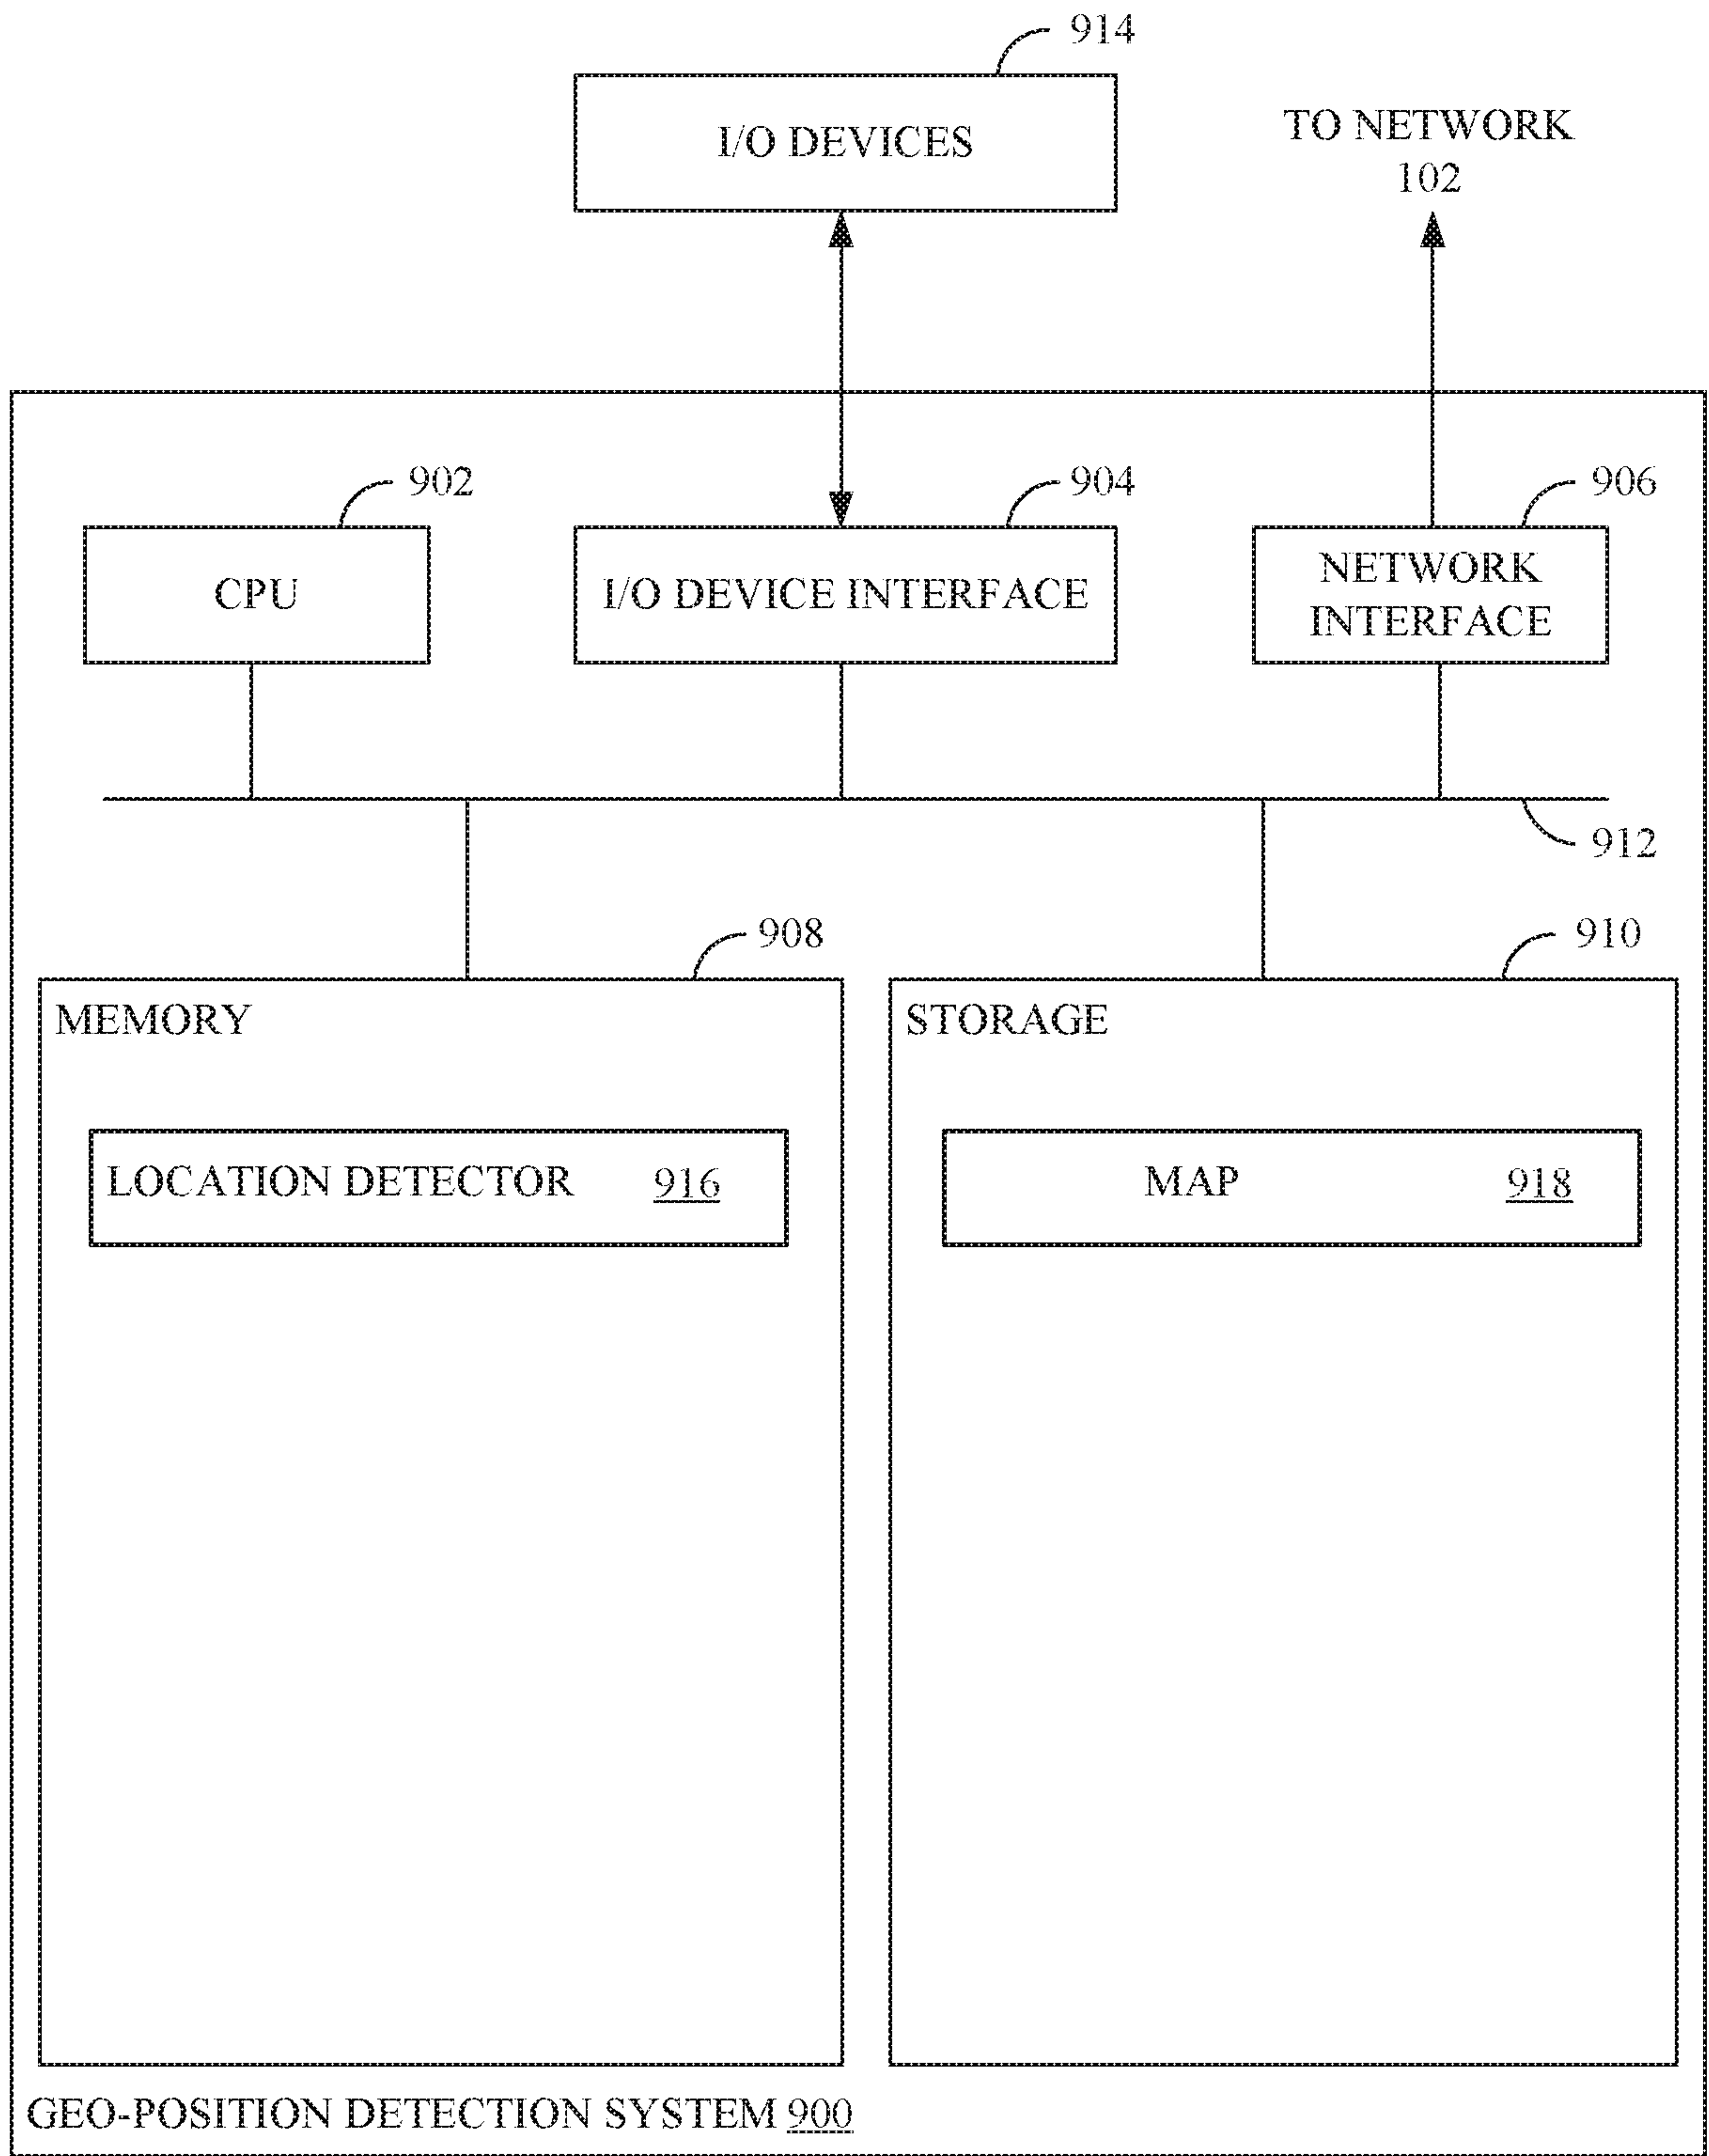 914
I/O DEVICES
TO NETWORK
102
902
904
906
CPU
I/O DEVICE INTERFACE
NETWORK
INTERFACE
912
908
910
MEMORY
STORAGE
LOCATION DETECTOR 916
MAP 918
GEO-POSITION DETECTION SYSTEM 900